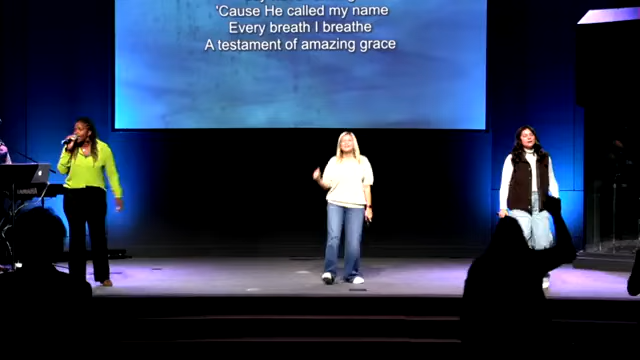 'Cause He called my name
Every breath I breathe
A testament of amazing grace